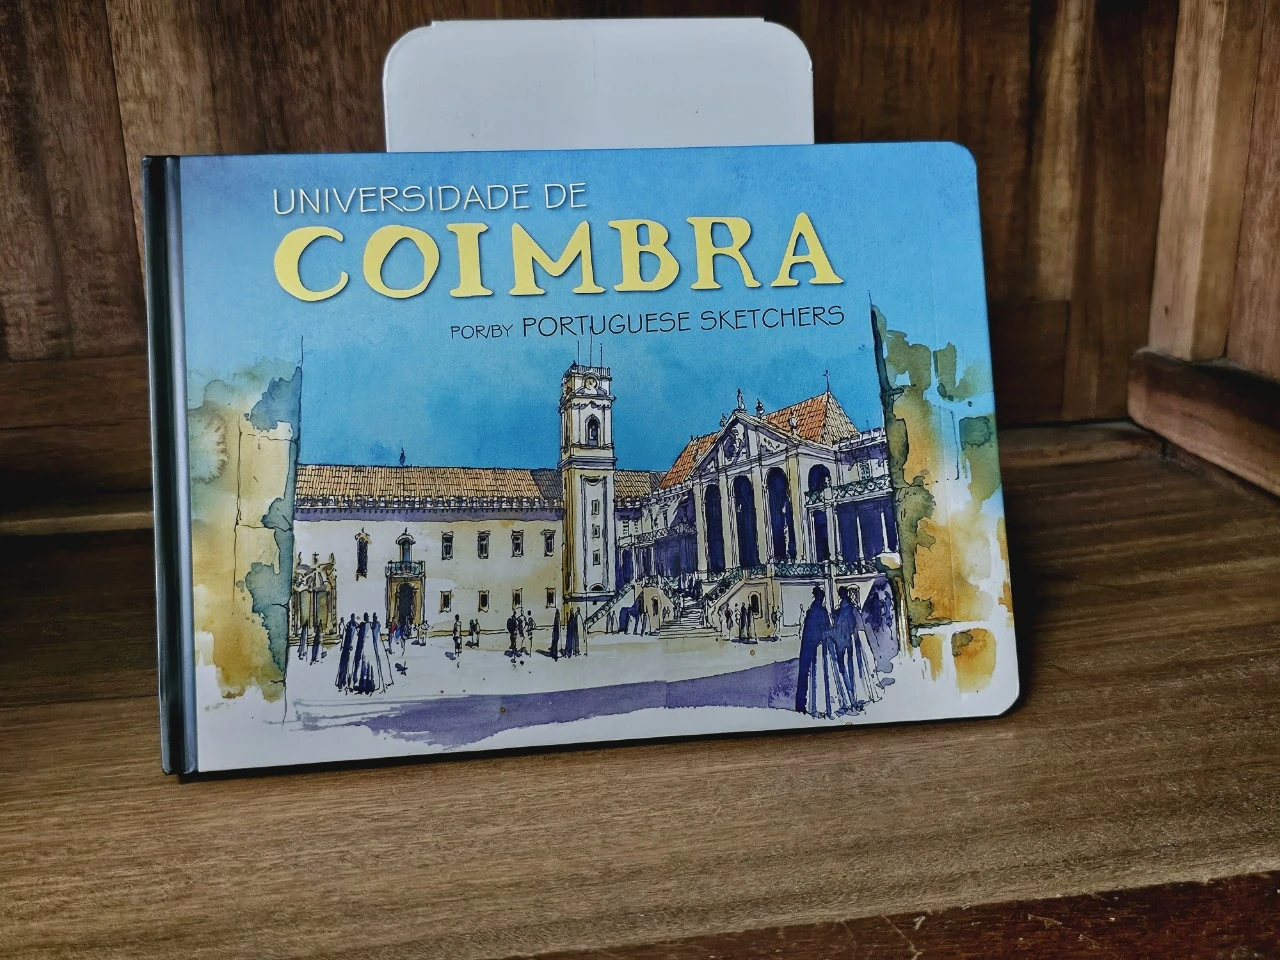 UNIVERSIDADE DE
COIMBRA
POR/BY PORTUGUESE SKETCHERS